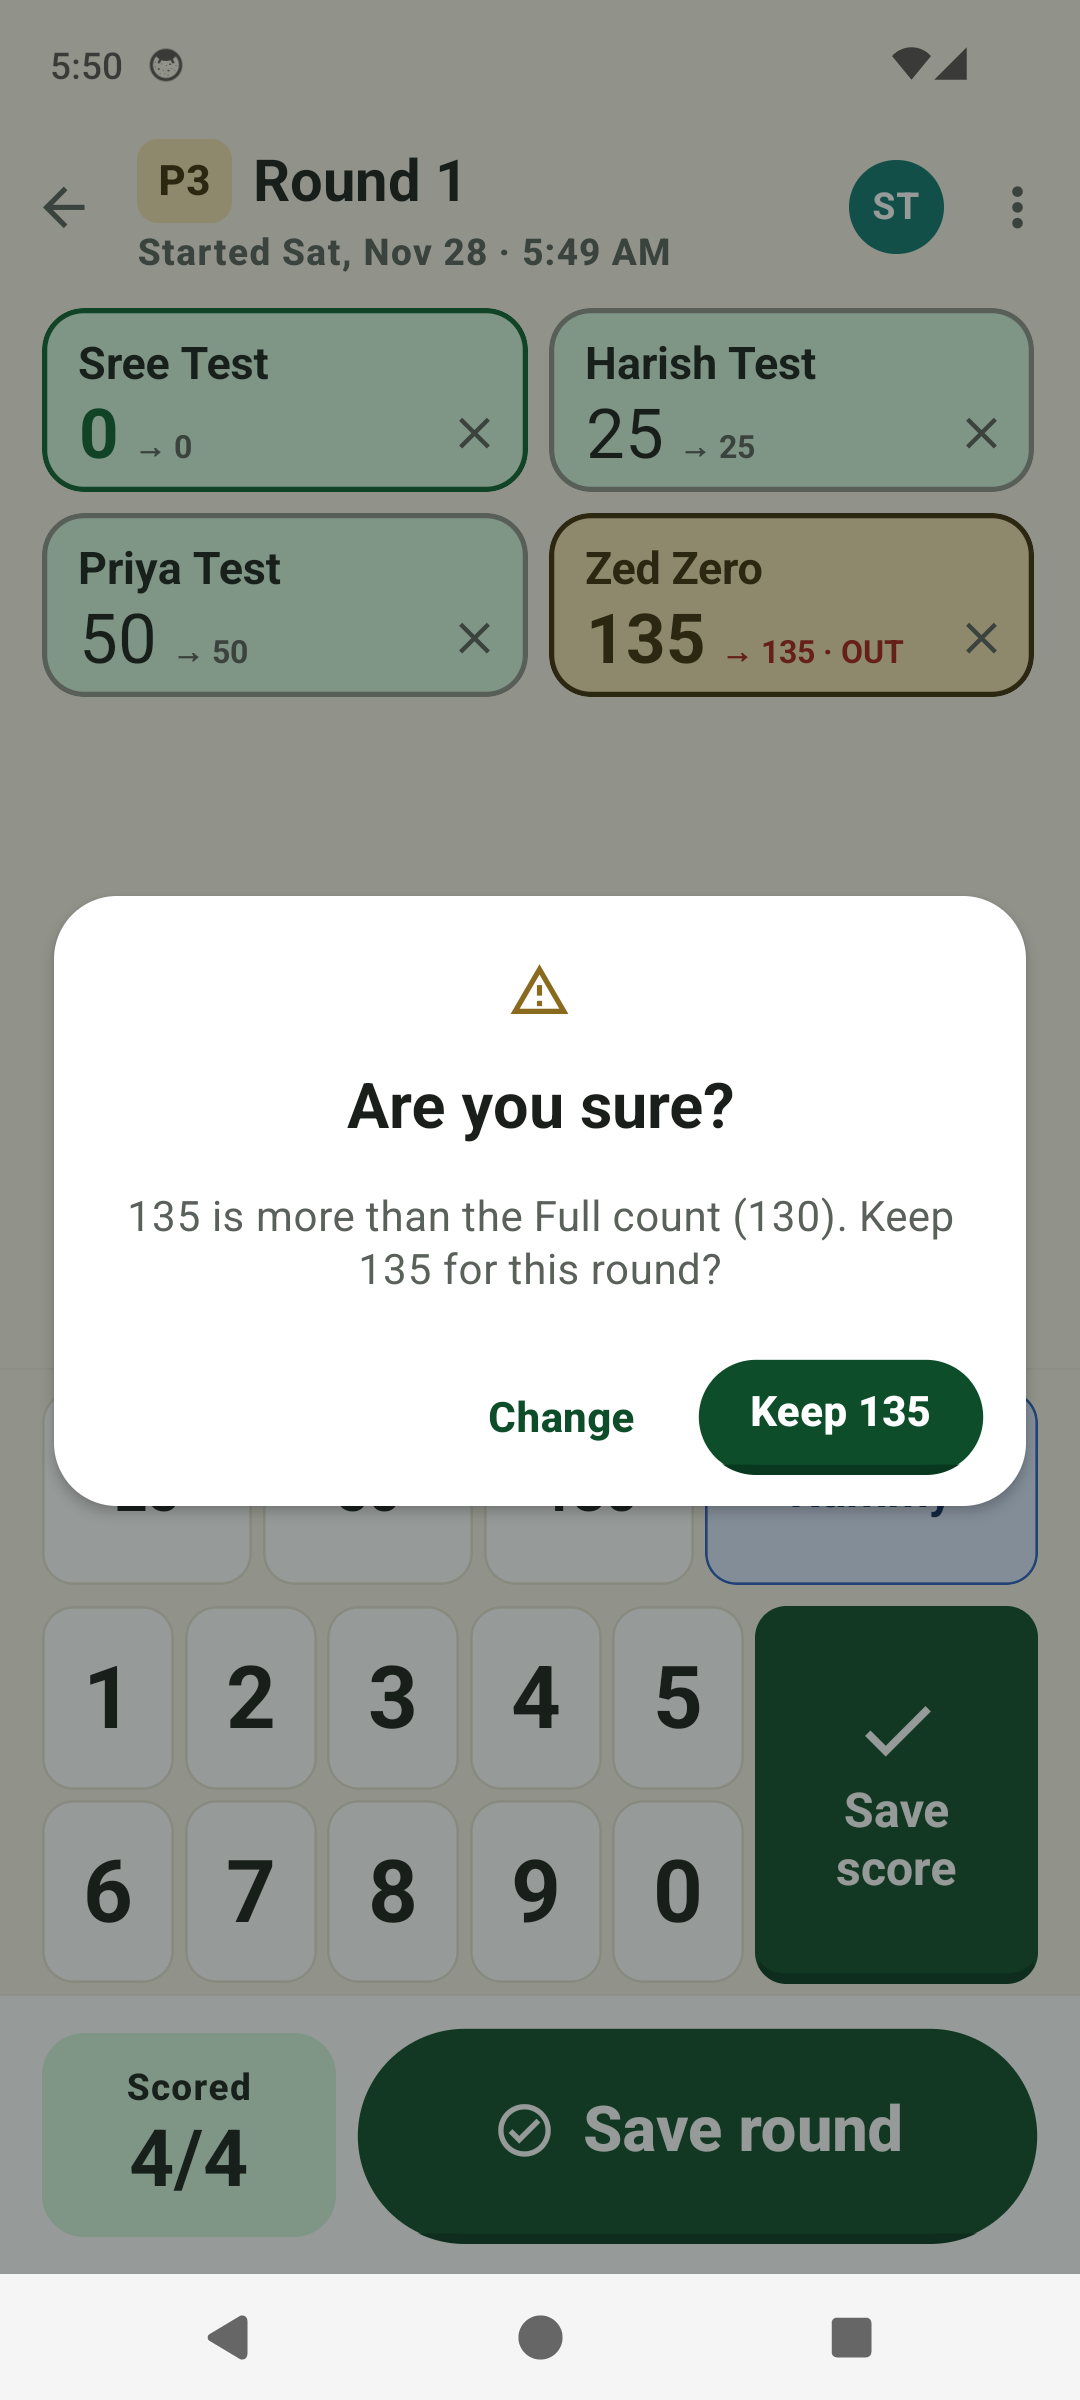 5:50
P3 Round 1
ST
Started Sat, Nov 28 · 5:49 AM
Sree Test
0 → 0
Harish Test
25 → 25
Priya Test
50 → 50
Zed Zero
135 → 135 · OUT
Are you sure?
135 is more than the Full count (130). Keep
135 for this round?
Change
Keep 135
1 2 3 4 5
6 7 8 9 0
Save
score
Scored
4/4
Save round